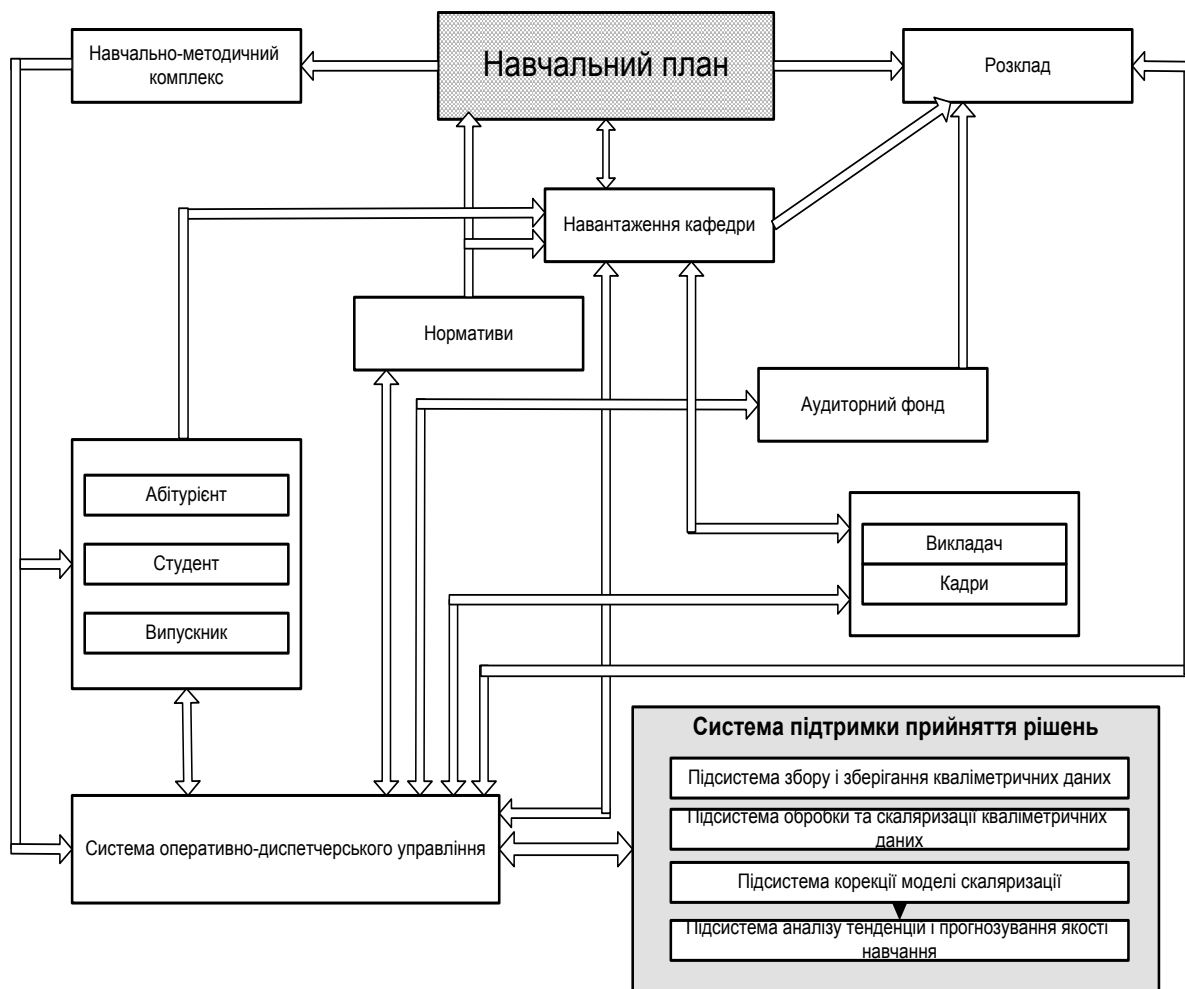 Навчально-методичний
комплекс
Навчальний план
Розклад
Навантаження кафедри
Нормативи
Аудиторний фонд
Абітурієнт
Студент
Випускник
Викладач
Кадри
Система підтримки прийняття рішень
Підсистема збору і зберігання кваліметричних даних
Підсистема обробки та скаляризації кваліметричних
даних
Підсистема корекції моделі скаляризації
Підсистема аналізу тенденцій і прогнозування якості
навчання
Система оперативно-диспетчерського управління